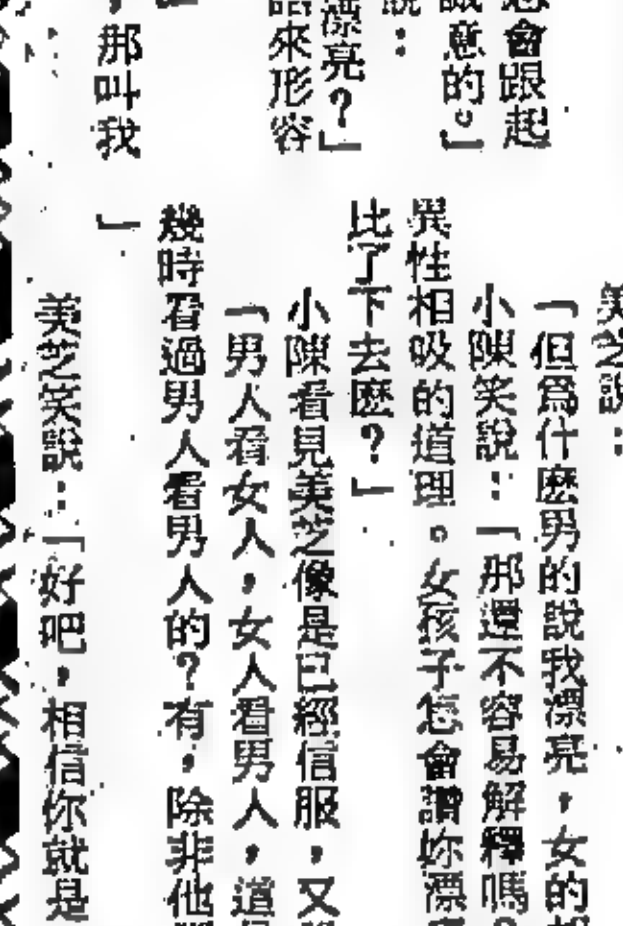 怎會跟起
誠意的。」
說：
漂亮？」
話來形容
，那叫我
笑芝說：
「但爲什麽男的說我漂亮，女的
小陳笑說：「那還不容易解釋嗎？
異性相吸的道理。女孩子怎會讚妳漂
比了下去麽？」
小陳看見美芝像是已經信服，又
「男人看女人，女人看男人，道
幾時看過男人看男人的？有，除非他
」
美芝笑說：「好吧，相信你就是